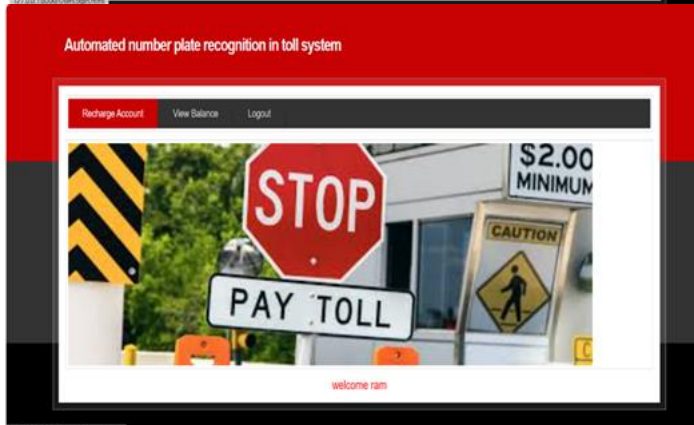 Automated number plate recognition in toll system
Recharge Account
View Balance
Logout
STOP
PAY TOLL
$2.00
MINIMUM
CAUTION
welcome ram